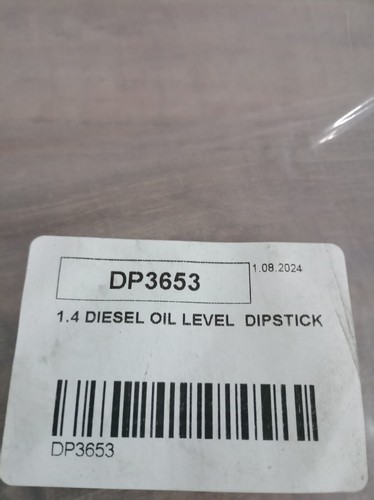 DP3653
1.08.2024
1.4 DIESEL OIL LEVEL DIPSTICK
DP3653